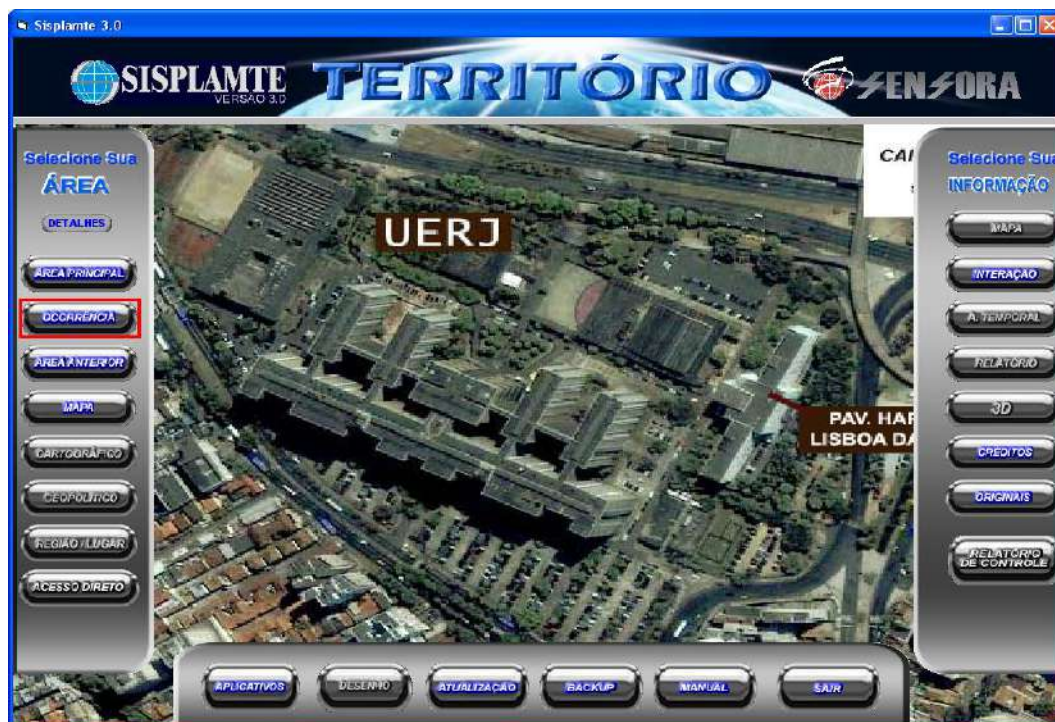 Sisplamte 3.0
SISPLAMTE
VERSÃO 3.0
TERRITÓRIO
SENSORA
Selecione Sua
ÁREA
DETALHES
ÁREA PRINCIPAL
OCORRÊNCIA
ÁREA ANTERIOR
MAPA
CARTOGRÁFICO
GEOPOLÍTICO
REGIÃO / LUGAR
ACESSO DIRETO
UERJ
CAI
PAV. HAR
LISBOA DA
Selecione Sua
INFORMAÇÃO
MAPA
INTERAÇÃO
A. TEMPORAL
RELATÓRIO
3D
CRÉDITOS
ORIGINAIS
RELATÓRIO
DE CONTROLE
APLICATIVOS
DESENHO
ATUALIZAÇÃO
BACKUP
MANUAL
SAIR